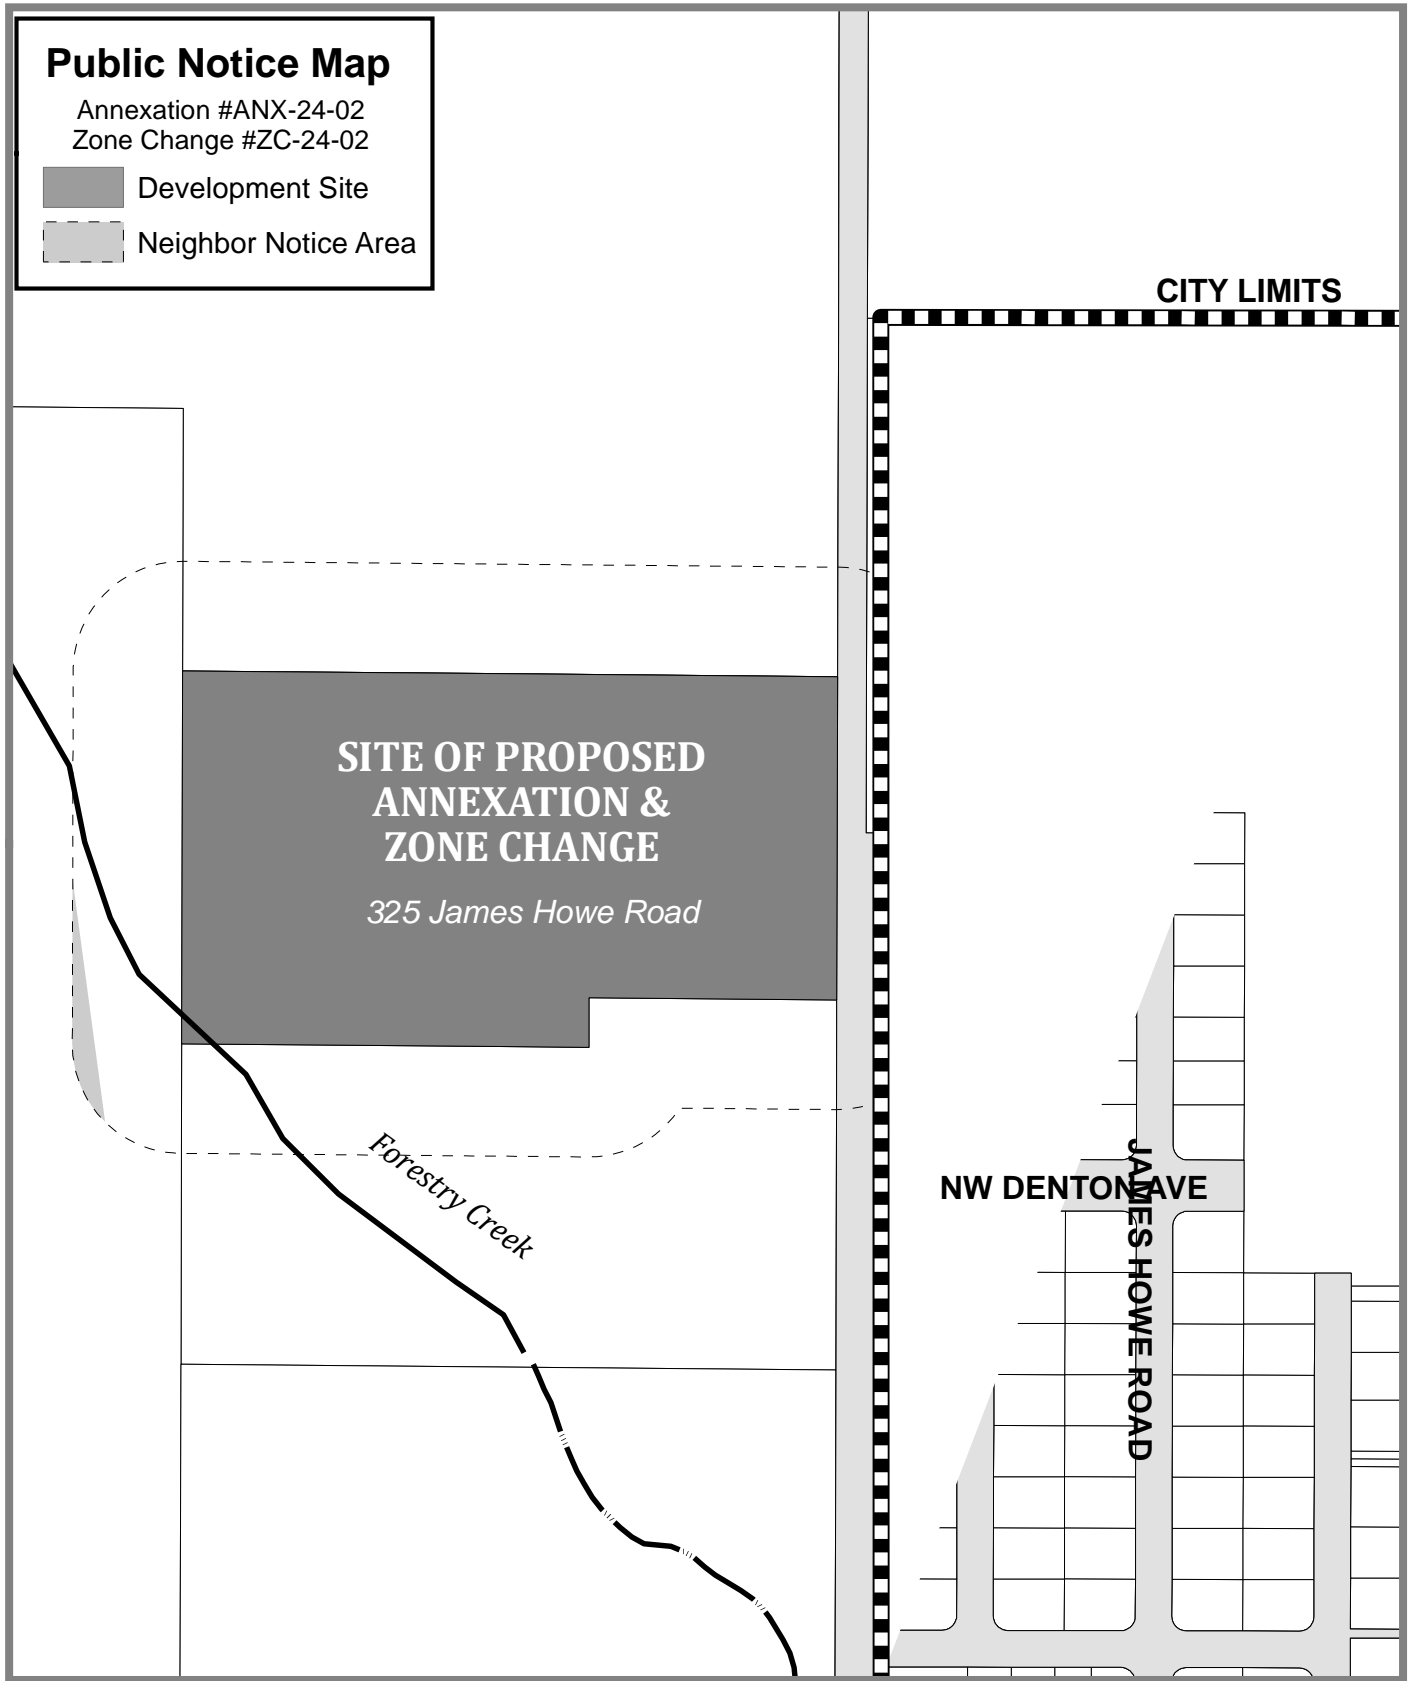 Public Notice Map
Annexation #ANX-24-02
Zone Change #ZC-24-02
Development Site
Neighbor Notice Area
CITY LIMITS
SITE OF PROPOSED
ANNEXATION &
ZONE CHANGE
325 James Howe Road
Forestry Creek
NW DENTON AVE
JAMES HOWE ROAD